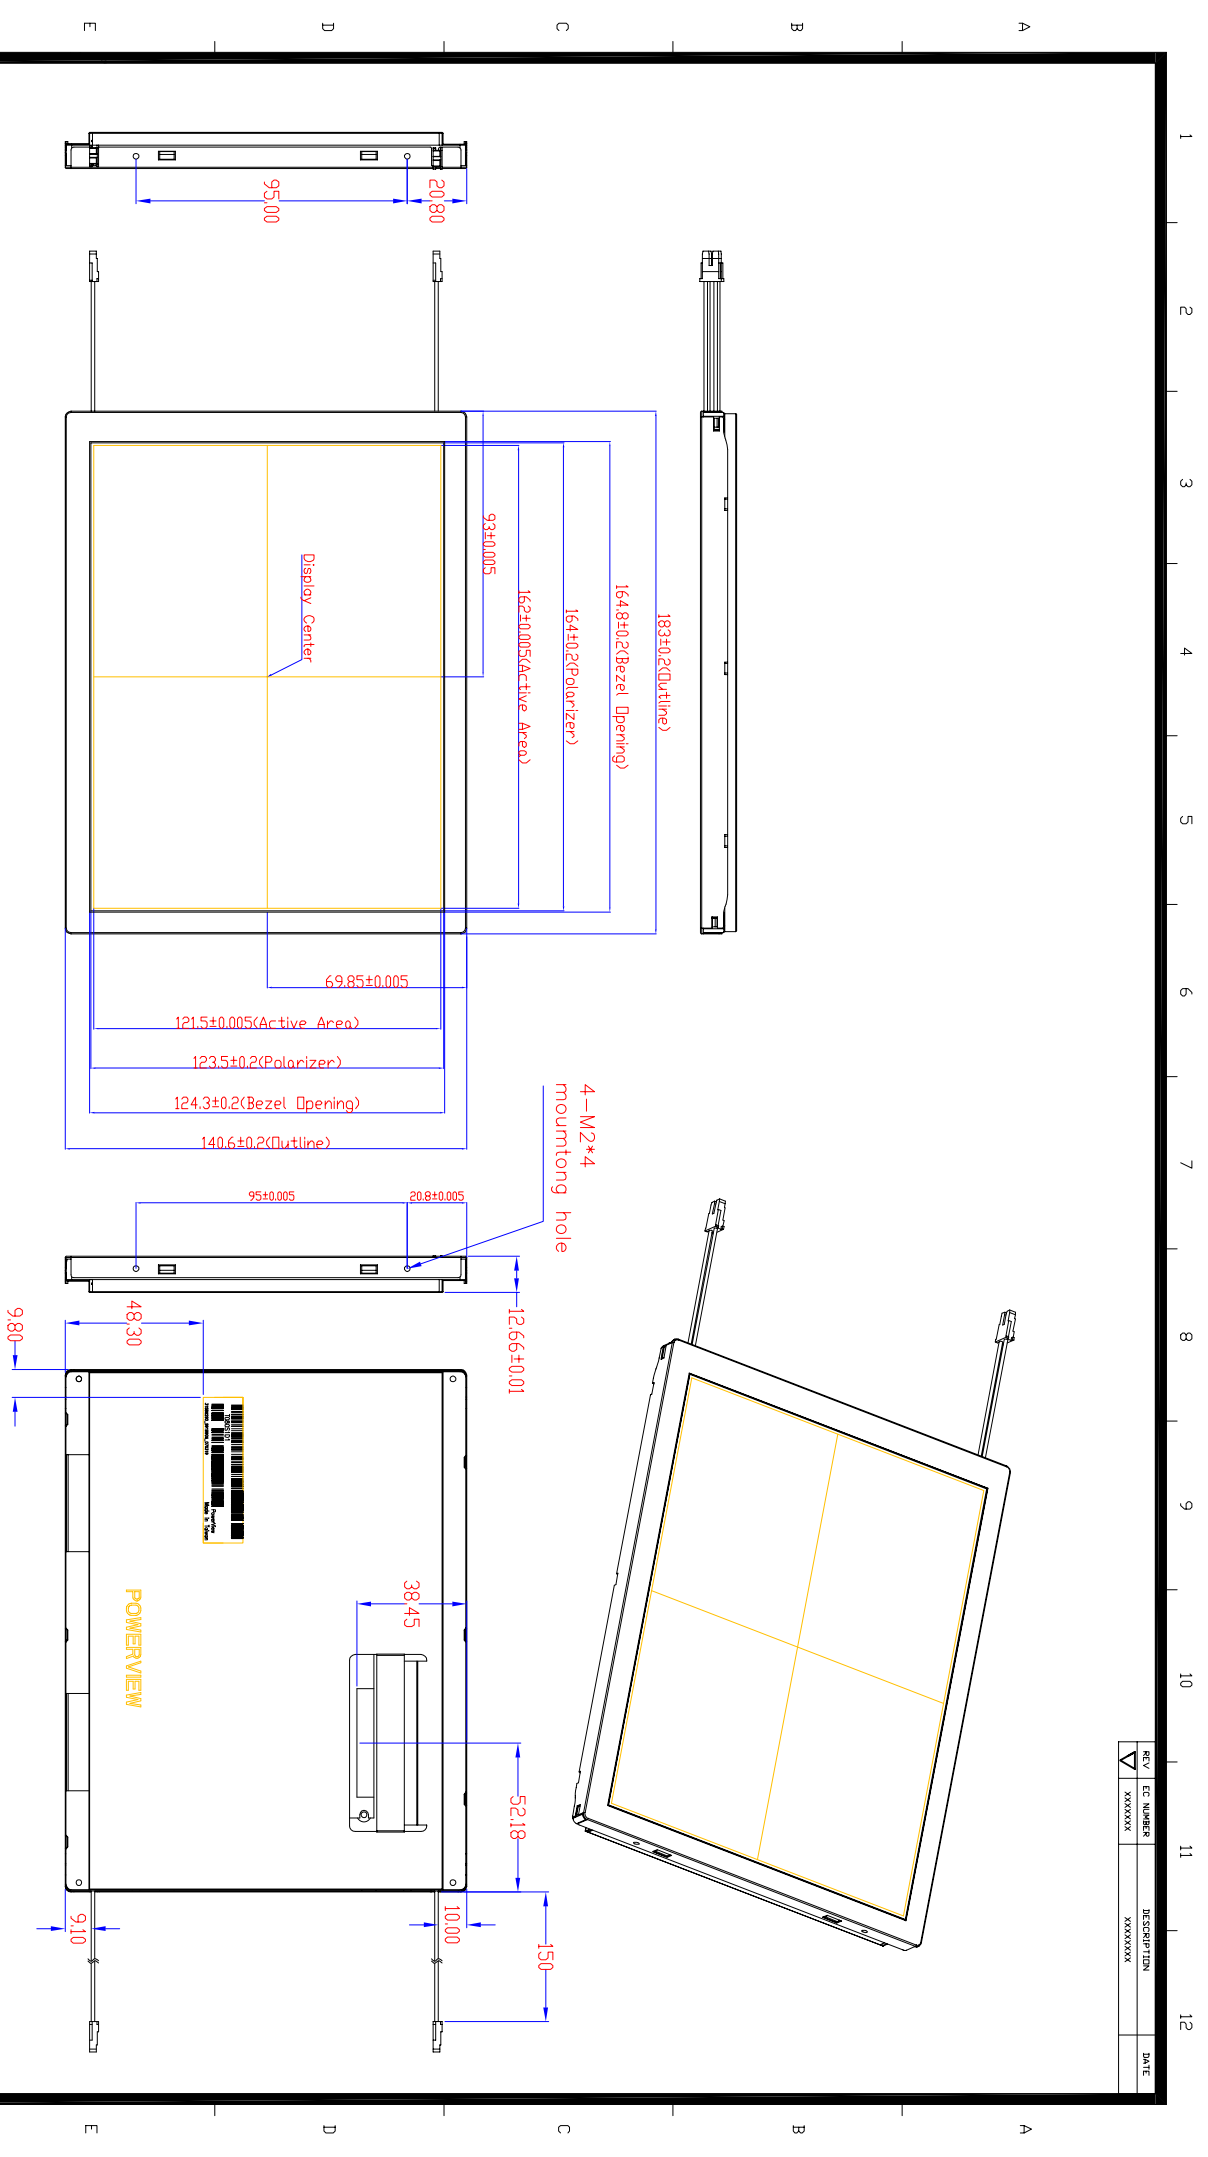 E D C B A
1
2
3
4
5
6
7
8
9
10
11
12
E D C B A
REV EC NUMBER DESCRIPTION DATE
XXXXXXX XXXXXXXX
95.00
20.80
93±0.005
162±0.005(Active Area)
164±0.2(Polarizer)
164.8±0.2(Bezel Opening)
183±0.2(Outline)
Display Center
69.85±0.005
121.5±0.005(Active Area)
123.5±0.2(Polarizer)
124.3±0.2(Bezel Opening)
140.6±0.2(Outline)
4-M2*4
moumtong hole
95±0.005
20.8±0.005
12.66±0.01
48.30
9.80
T080S101
PowerView
Made in Taiwan
POWERVIEW
38.45
52.18
150
10.00
9.10